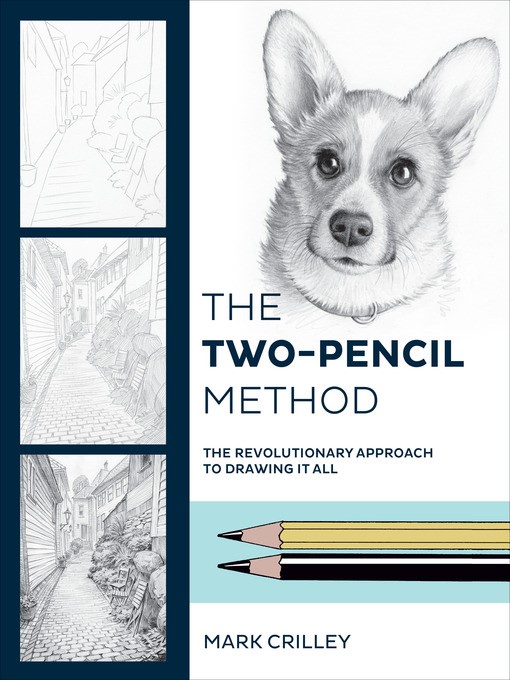 THE
TWO-PENCIL
METHOD
THE REVOLUTIONARY APPROACH
TO DRAWING IT ALL
MARK CRILLEY